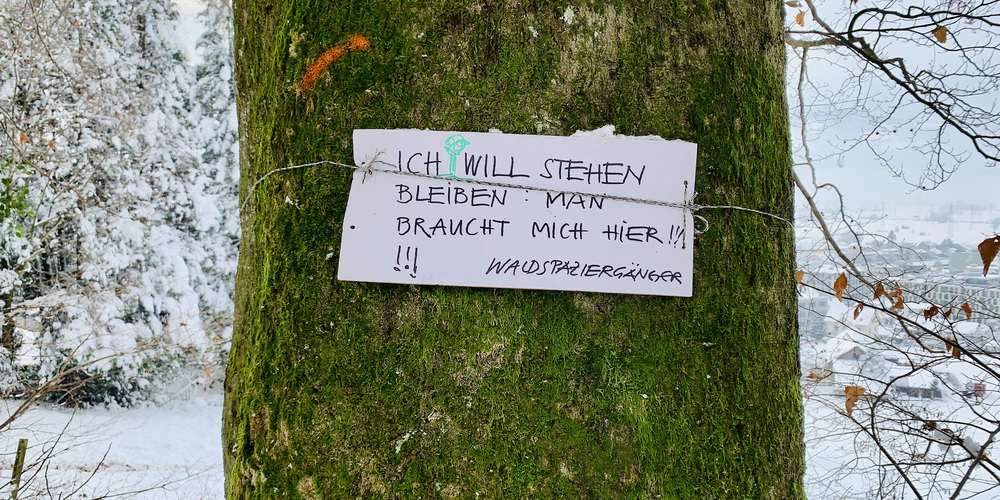 ICH WILL STEHEN
BLEIBEN · MAN
BRAUCHT MICH HIER!!!
!!!
WALDSPAZIERGÄNGER